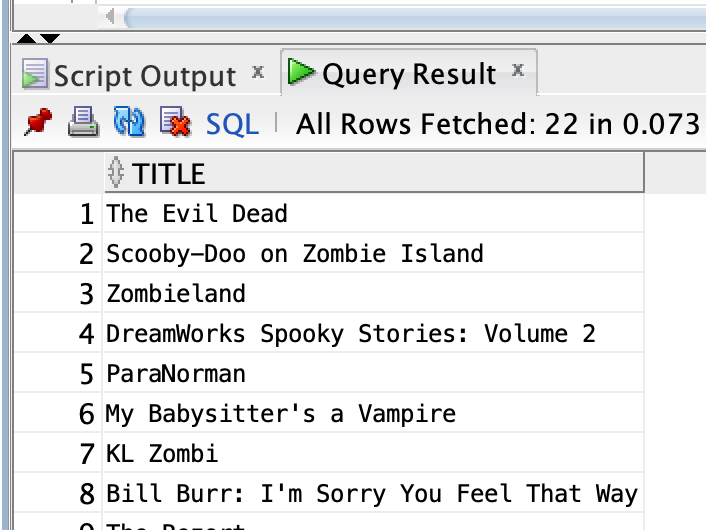 Script Output x
Query Result x
SQL All Rows Fetched: 22 in 0.073
TITLE
1 The Evil Dead
2 Scooby-Doo on Zombie Island
3 Zombieland
4 DreamWorks Spooky Stories: Volume 2
5 ParaNorman
6 My Babysitter's a Vampire
7 KL Zombi
8 Bill Burr: I'm Sorry You Feel That Way